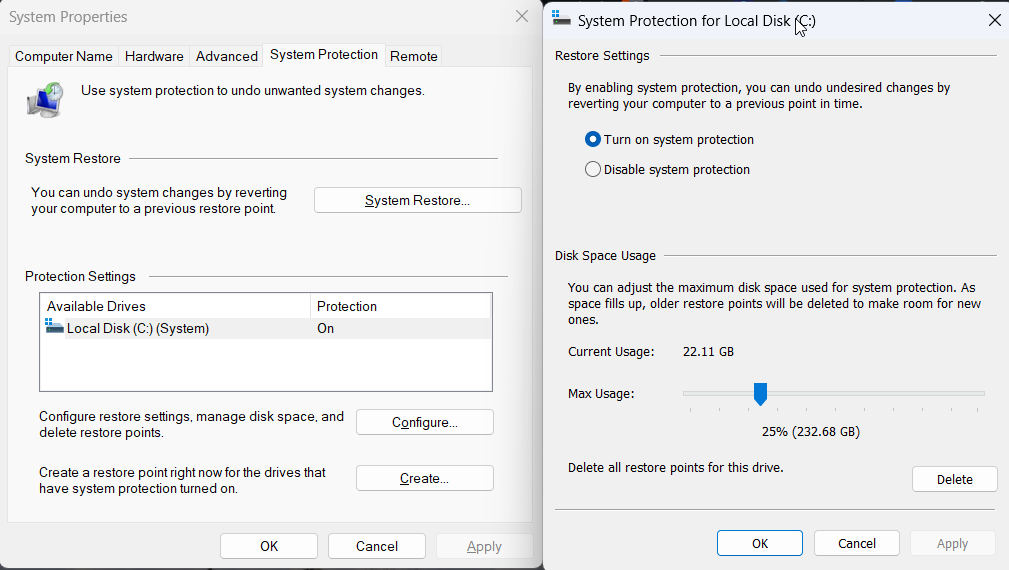 System Properties
Computer Name
Hardware
Advanced
System Protection
Remote
Use system protection to undo unwanted system changes.
System Restore
You can undo system changes by reverting
your computer to a previous restore point.
System Restore...
Protection Settings
Available Drives
Protection
Local Disk (C:) (System)
On
Configure restore settings, manage disk space, and
delete restore points.
Configure...
Create a restore point right now for the drives that
have system protection turned on.
Create...
OK
Cancel
Apply
System Protection for Local Disk (C:)
Restore Settings
By enabling system protection, you can undo undesired changes by
reverting your computer to a previous point in time.
Turn on system protection
Disable system protection
Disk Space Usage
You can adjust the maximum disk space used for system protection. As
space fills up, older restore points will be deleted to make room for new
ones.
Current Usage:
22.11 GB
Max Usage:
25% (232.68 GB)
Delete all restore points for this drive.
Delete
OK
Cancel
Apply